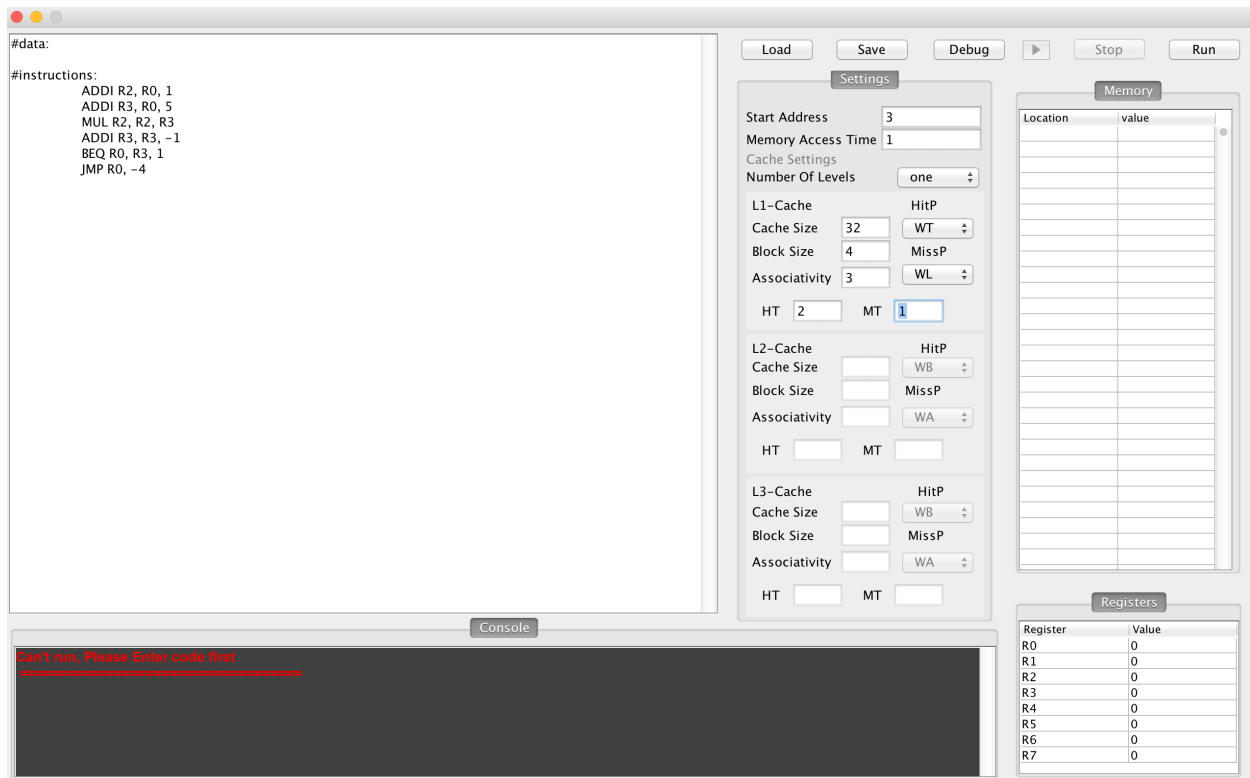 #data:
#instructions:
ADDI R2, R0, 1
ADDI R3, R0, 5
MUL R2, R2, R3
ADDI R3, R3, -1
BEQ R0, R3, 1
JMP R0, -4
Load Save Debug Stop Run
Settings
Start Address 3
Memory Access Time 1
Cache Settings
Number Of Levels one
L1-Cache HitP
Cache Size 32 WT
Block Size 4 MissP
Associativity 3 WL
HT 2 MT 1
L2-Cache HitP
Cache Size WB
Block Size MissP
Associativity WA
HT MT
L3-Cache HitP
Cache Size WB
Block Size MissP
Associativity WA
HT MT
Memory
Location value
Console
Can't run, Please Enter code first
====================================
Registers
Register Value
R0 0
R1 0
R2 0
R3 0
R4 0
R5 0
R6 0
R7 0